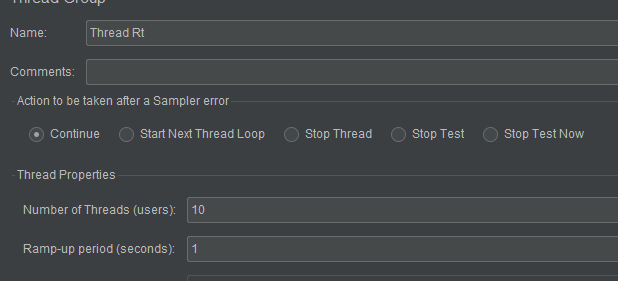 Thread Group
Name: Thread Rt
Comments:
Action to be taken after a Sampler error
Continue Start Next Thread Loop Stop Thread Stop Test Stop Test Now
Thread Properties
Number of Threads (users): 10
Ramp-up period (seconds): 1